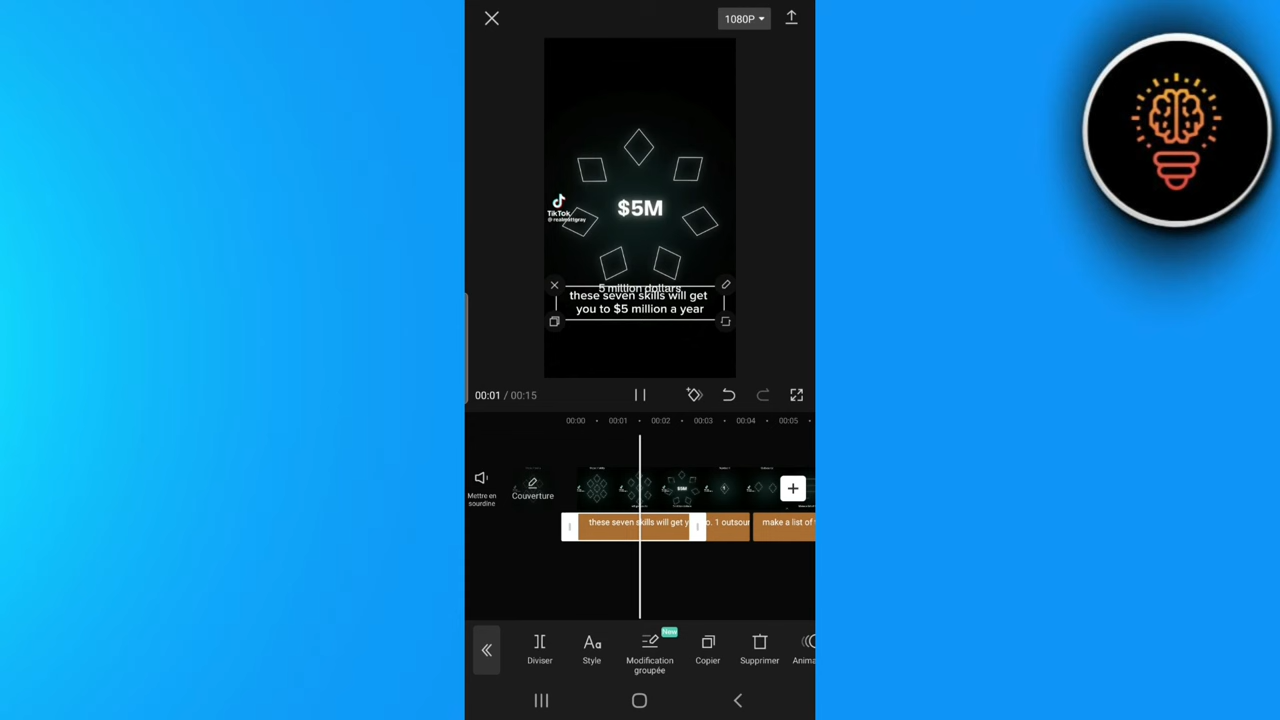 1080P
$5M
TikTok
@realmattgray
5 million dollars
these seven skills will get
you to $5 million a year
00:01 / 00:15
00:00
00:01
00:02
00:03
00:04
00:05
Mettre en
sourdine
Couverture
these seven skills will get y
o. 1 outsour
make a list of
Diviser
Style
New
Modification
groupée
Copier
Supprimer
Anima